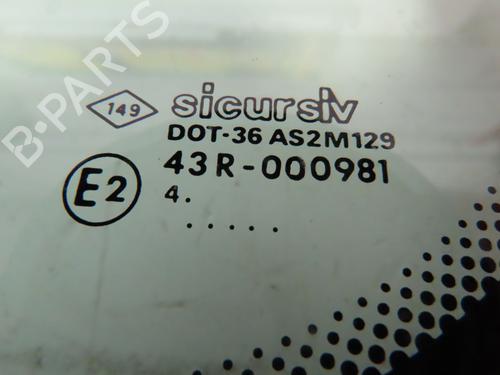 B-PARTS
149 sicursiv
DOT-36 AS2M129
E2 43R-000981
4.
.....